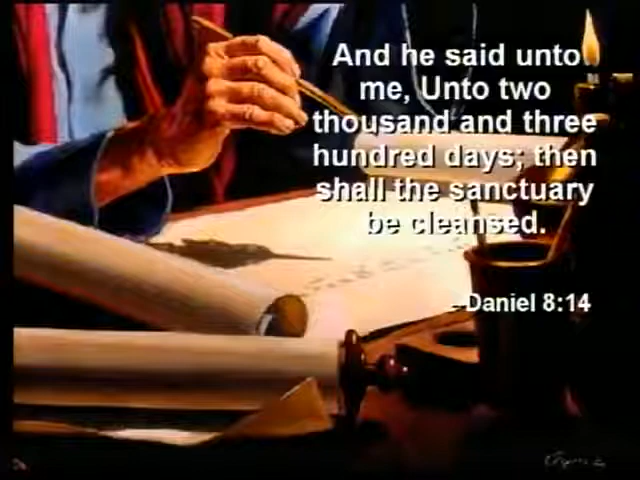 And he said unto
me, Unto two
thousand and three
hundred days; then
shall the sanctuary
be cleansed.
–Daniel 8:14